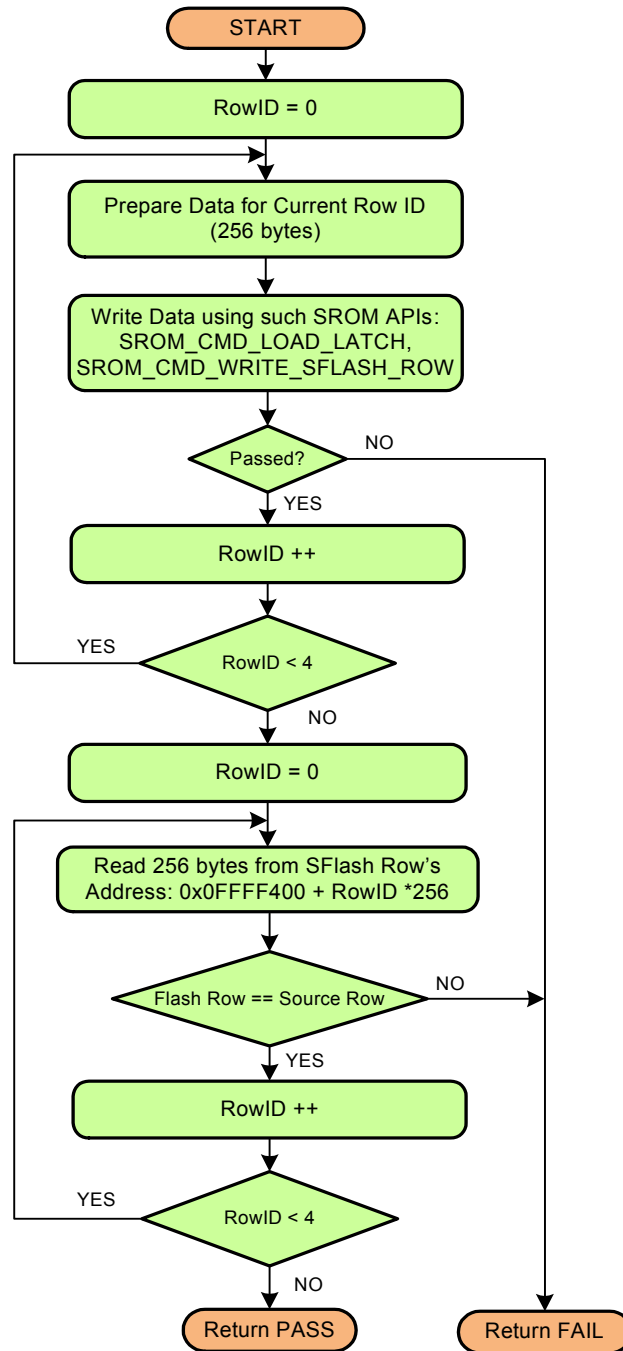 START
RowID = 0
Prepare Data for Current Row ID
(256 bytes)
Write Data using such SROM APIs:
SROM_CMD_LOAD_LATCH,
SROM_CMD_WRITE_SFLASH_ROW
NO
Passed?
YES
RowID ++
YES
RowID < 4
NO
RowID = 0
Read 256 bytes from SFlash Row's
Address: 0x0FFFF400 + RowID *256
NO
Flash Row == Source Row
YES
RowID ++
YES
RowID < 4
NO
Return PASS
Return FAIL